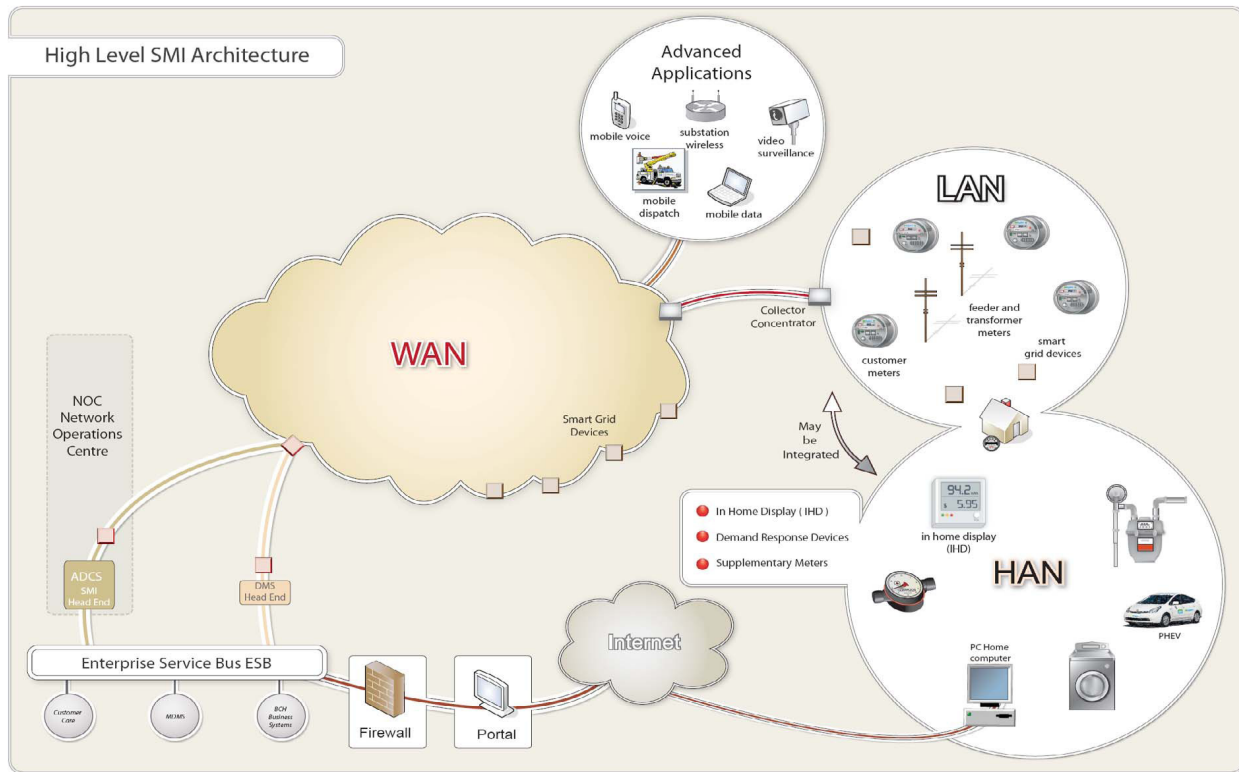 High Level SMI Architecture
Advanced
Applications
mobile voice
substation
wireless
video
surveillance
mobile
dispatch
mobile data
LAN
feeder and
transformer
meters
customer
meters
smart
grid devices
Collector
Concentrator
WAN
Smart Grid
Devices
NOC
Network
Operations
Centre
ADCS
SMI
Head End
DMS
Head End
May
be
Integrated
In Home Display ( IHD )
Demand Response Devices
Supplementary Meters
94.2
$ 5.95
in home display
(IHD)
HAN
PHEV
PC Home
computer
Internet
Enterprise Service Bus ESB
Customer
Care
MDMS
BCH
Business
Systems
Firewall
Portal